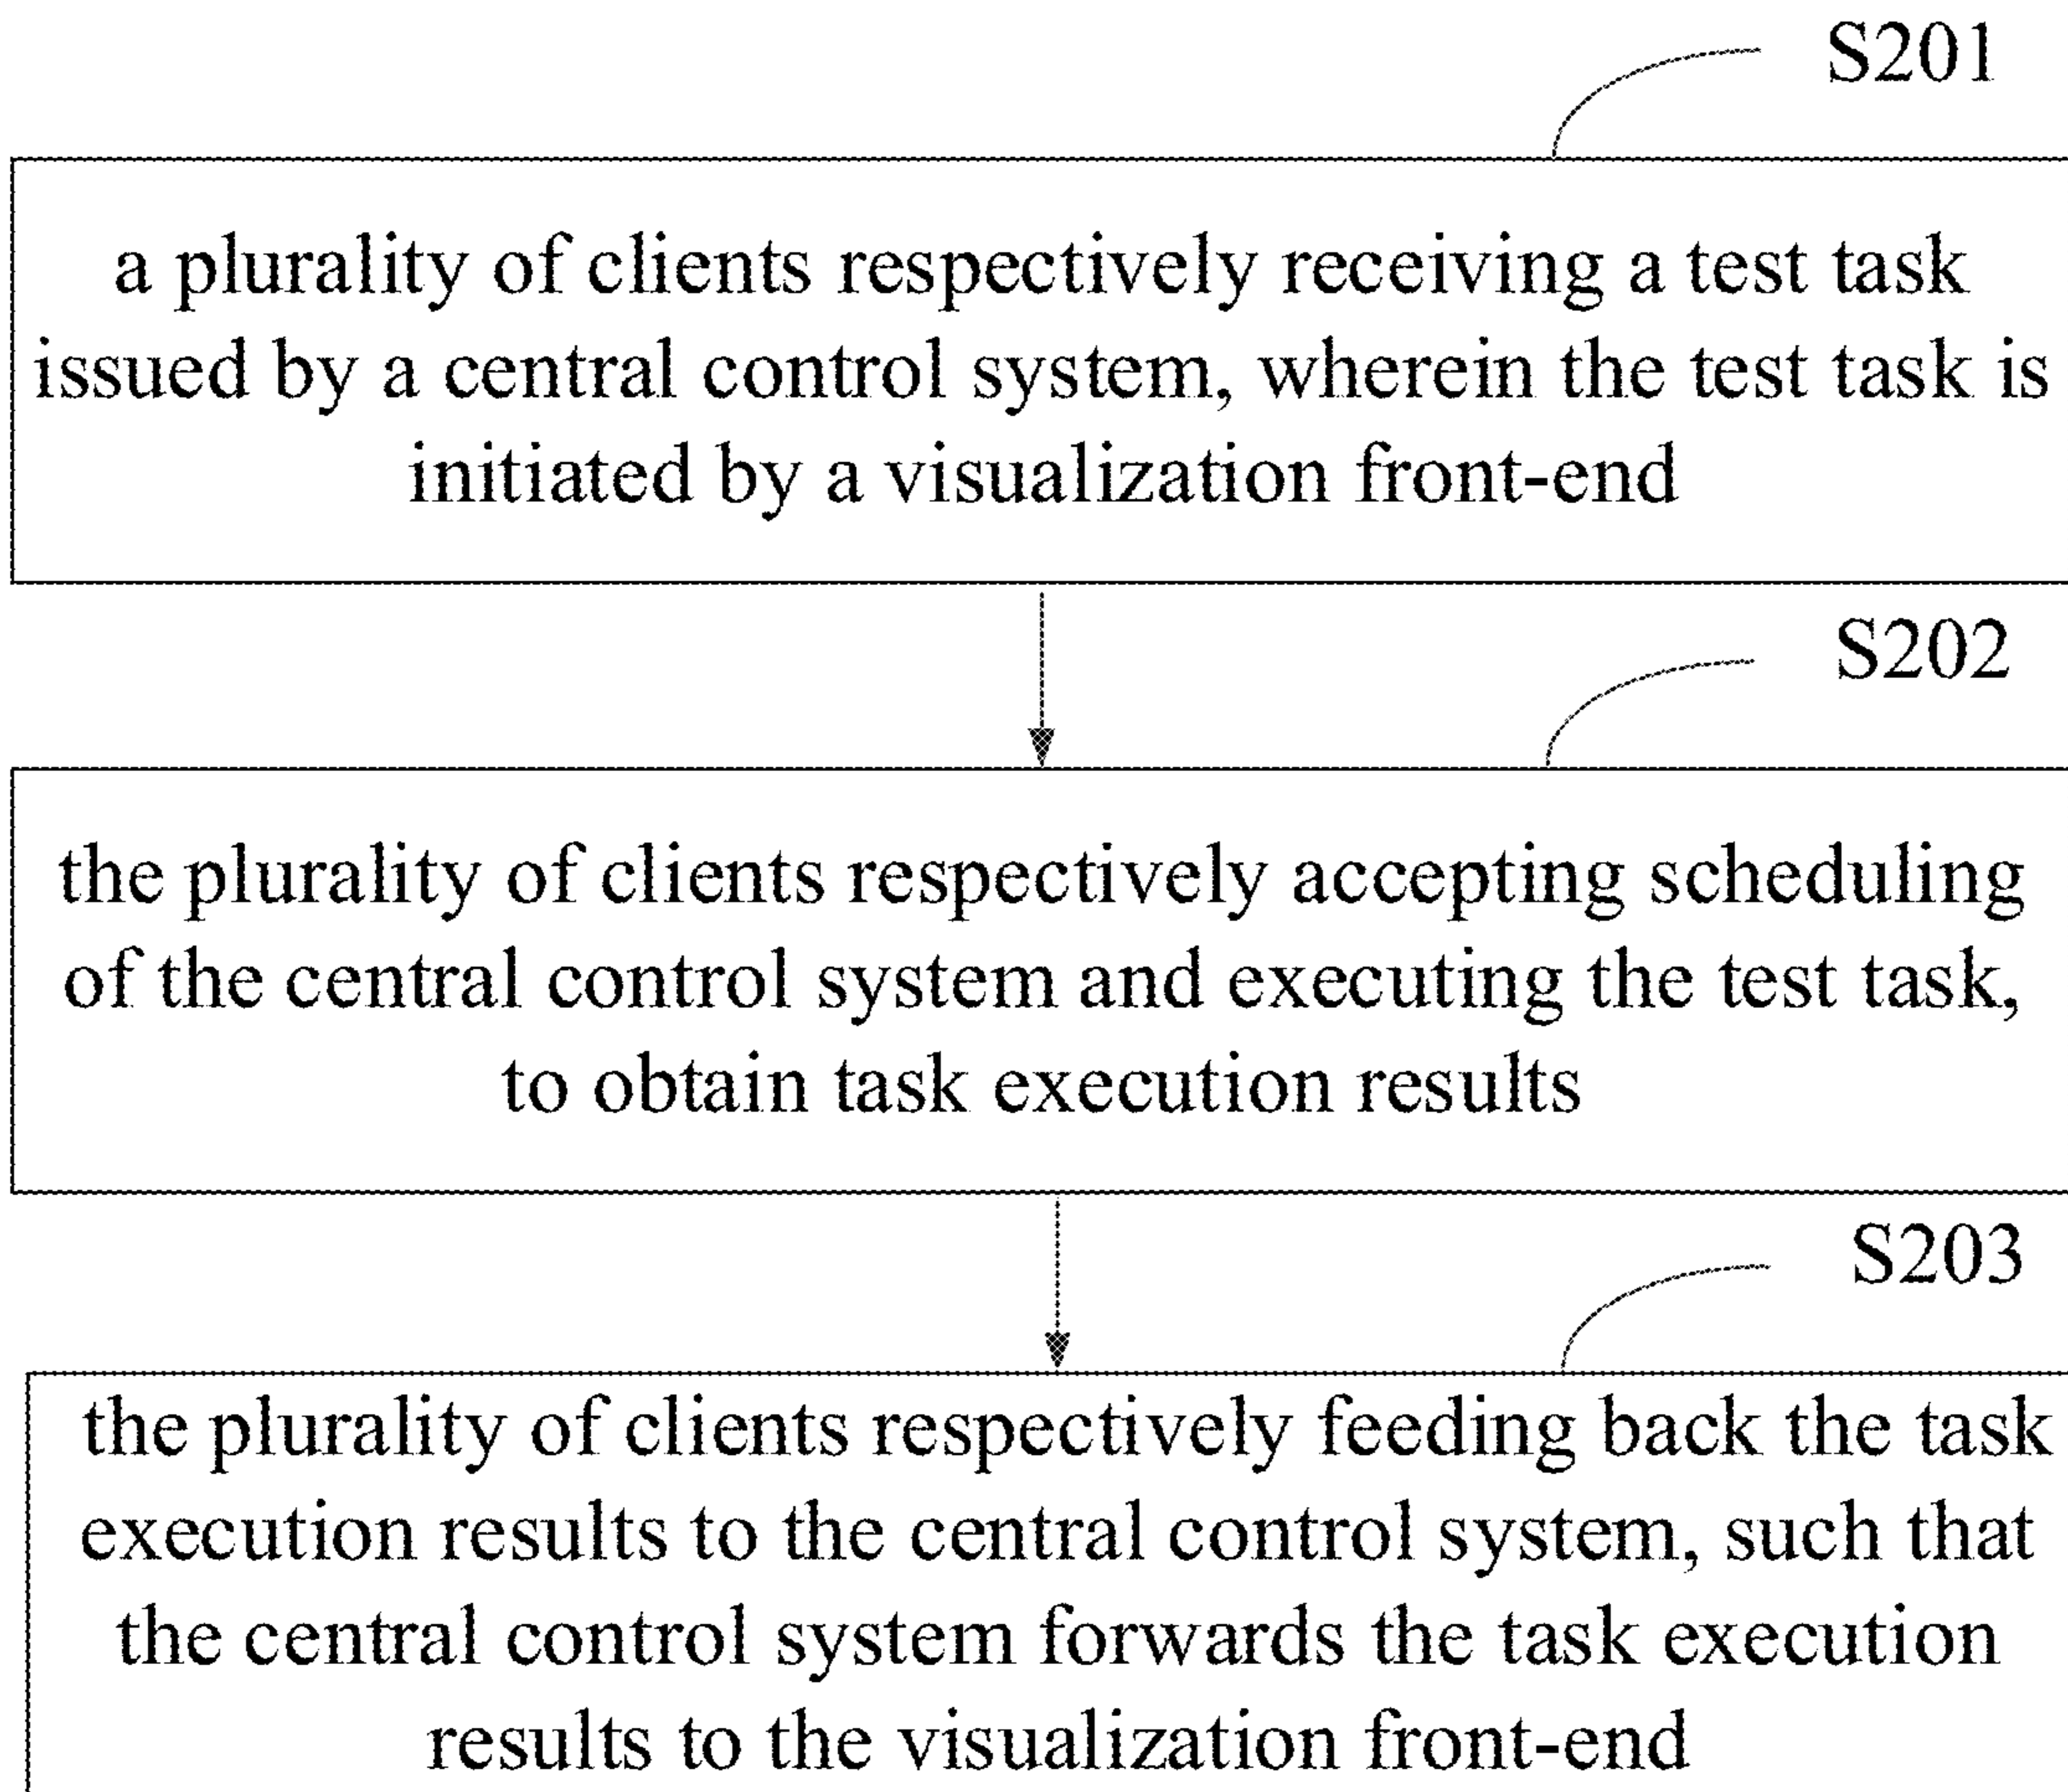 S201
a plurality of clients respectively receiving a test task
issued by a central control system, wherein the test task is
initiated by a visualization front-end
S202
the plurality of clients respectively accepting scheduling
of the central control system and executing the test task,
to obtain task execution results
S203
the plurality of clients respectively feeding back the task
execution results to the central control system, such that
the central control system forwards the task execution
results to the visualization front-end